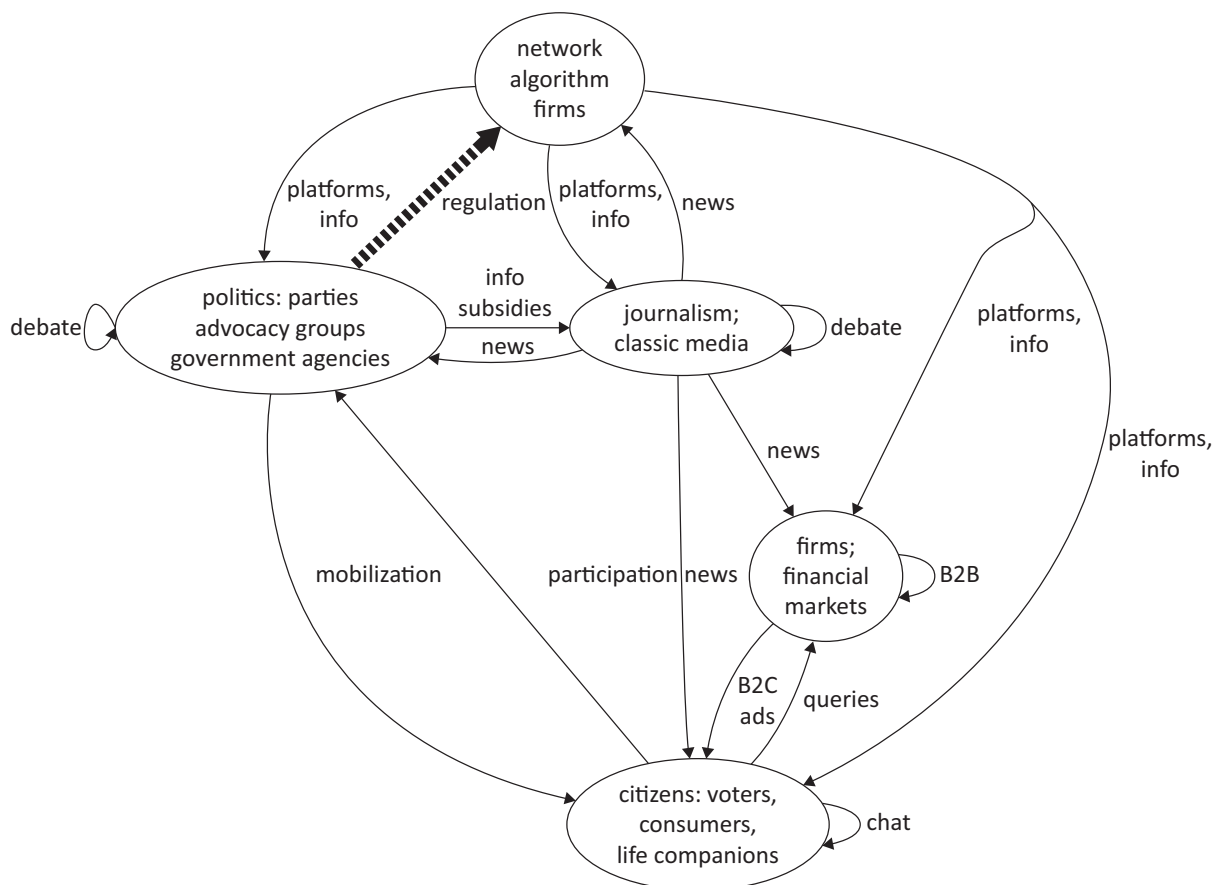 network
algorithm
firms
platforms,
info
regulation
platforms,
info
news
politics: parties
advocacy groups
government agencies
debate
info
subsidies
news
journalism;
classic media
debate
platforms,
info
platforms,
info
news
mobilization
participation
news
firms;
financial
markets
B2B
B2C
ads
queries
citizens: voters,
consumers,
life companions
chat